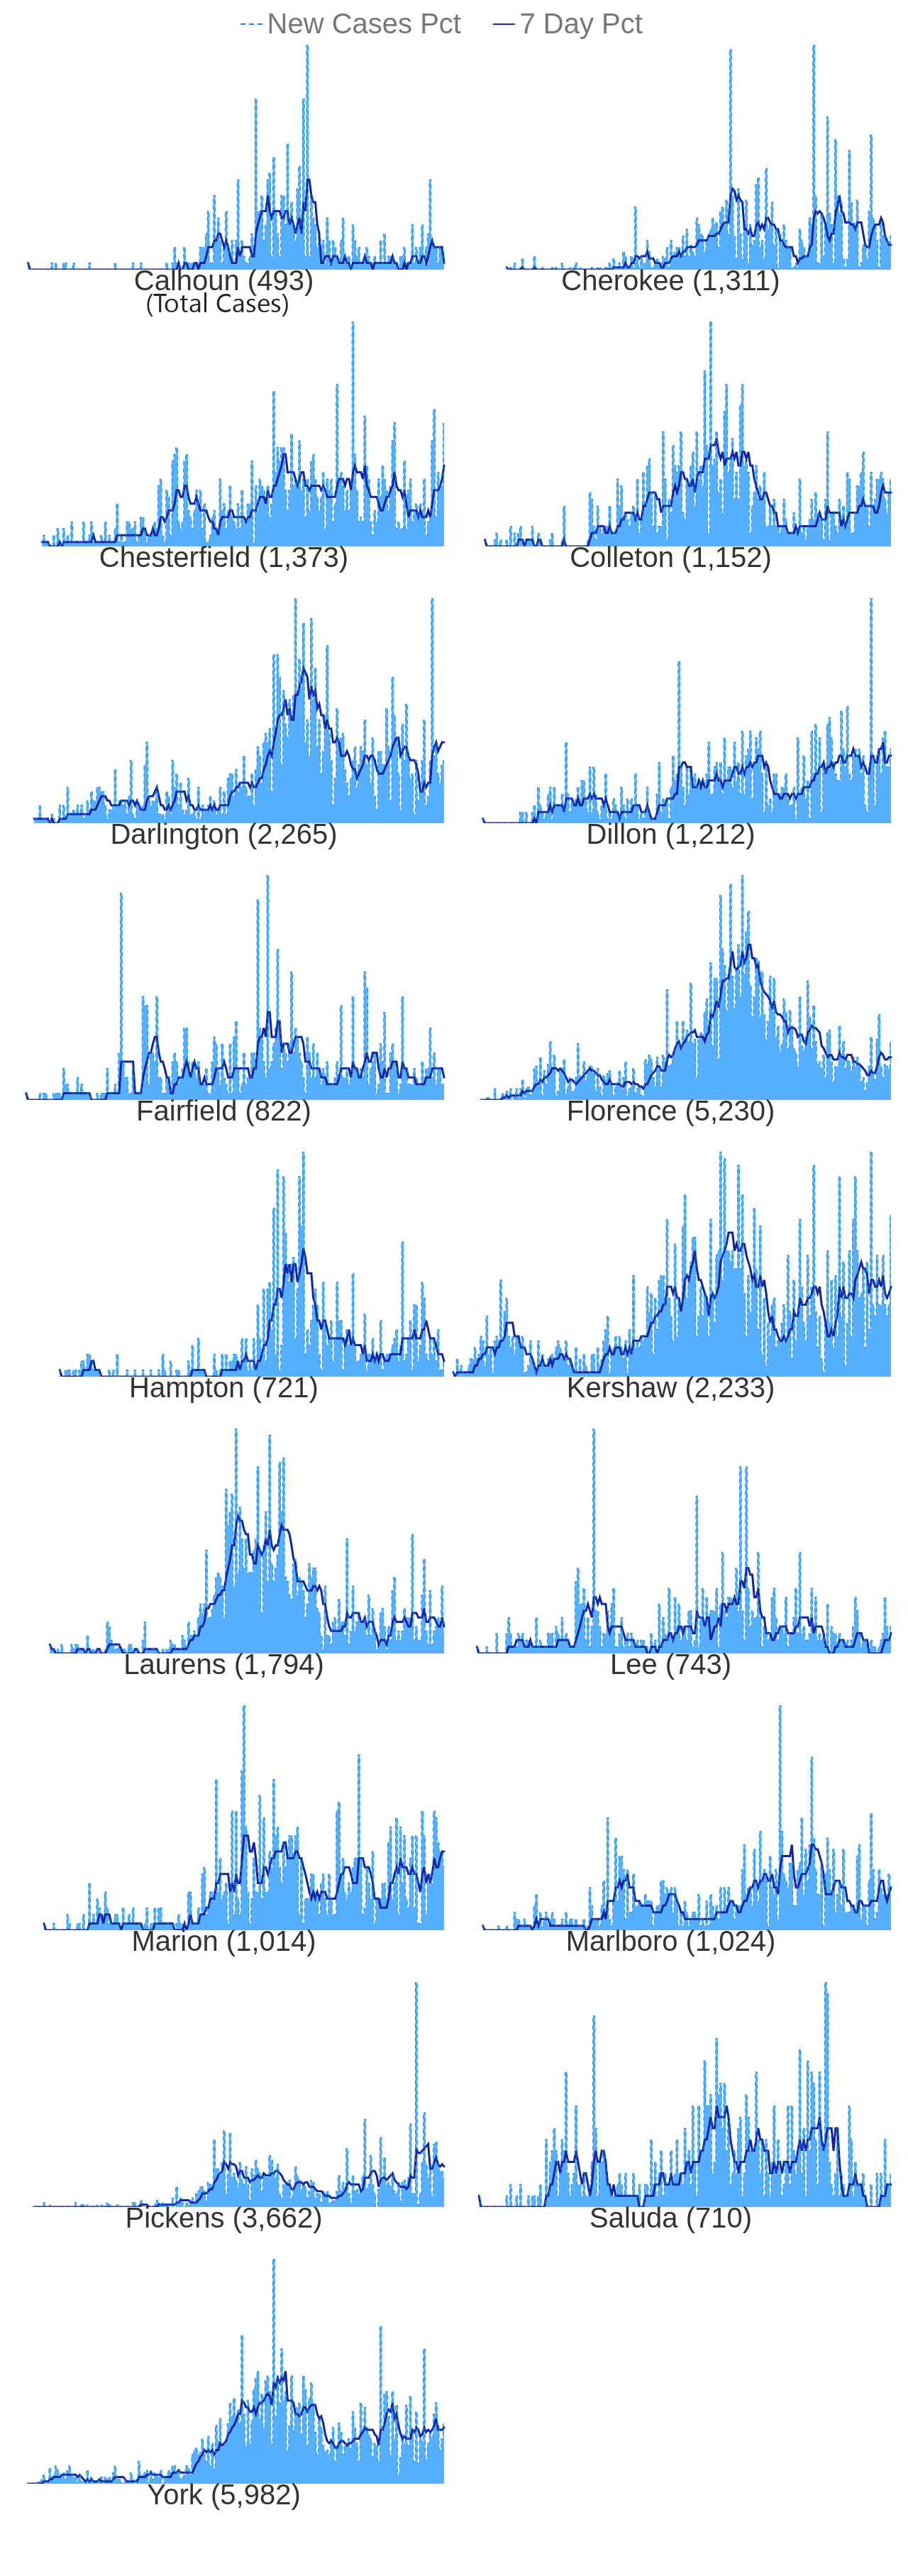 New Cases Pct 7 Day Pct
Calhoun (493) Cherokee (1,311)
(Total Cases)
Chesterfield (1,373) Colleton (1,152)
Darlington (2,265) Dillon (1,212)
Fairfield (822) Florence (5,230)
Hampton (721) Kershaw (2,233)
Laurens (1,794) Lee (743)
Marion (1,014) Marlboro (1,024)
Pickens (3,662) Saluda (710)
York (5,982)